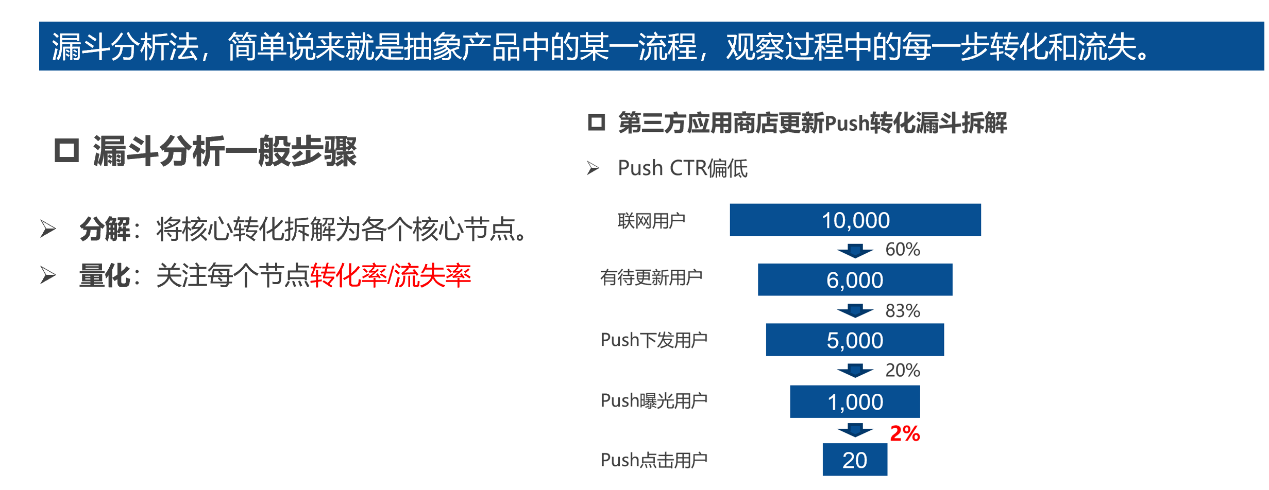 漏斗分析法，简单说来就是抽象产品中的某一流程，观察过程中的每一步转化和流失。
漏斗分析一般步骤
分解：将核心转化拆解为各个核心节点。
量化：关注每个节点转化率/流失率
第三方应用商店更新Push转化漏斗拆解
Push CTR偏低
联网用户 10,000
60%
有待更新用户 6,000
83%
Push下发用户 5,000
20%
Push曝光用户 1,000
2%
Push点击用户 20